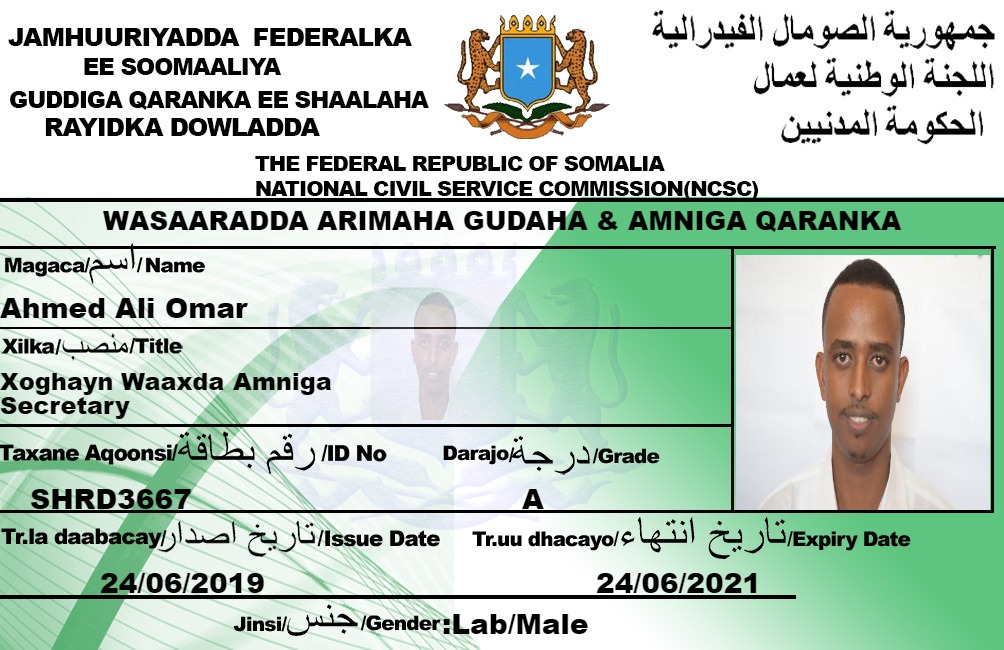 JAMHUURIYADDA FEDERALKA
EE SOOMAALIYA
GUDDIGA QARANKA EE SHAALAHA
RAYIDKA DOWLADDA
جمهورية الصومال الفيدرالية
اللجنة الوطنية لعمال
الحكومة المدنيين
THE FEDERAL REPUBLIC OF SOMALIA
NATIONAL CIVIL SERVICE COMMISSION(NCSC)
WASAARADDA ARIMAHA GUDAHA & AMNIGA QARANKA
Magaca/اسم/Name
Ahmed Ali Omar
Xilka/منصب/Title
Xoghayn Waaxda Amniga
Secretary
Taxane Aqoonsi/رقم بطاقة/ID No
Darajo/درجة/Grade
SHRD3667
A
Tr.la daabacay/تاريخ اصدار/Issue Date
Tr.uu dhacayo/تاريخ انتهاء/Expiry Date
24/06/2019
24/06/2021
Jinsi/جنس/Gender:Lab/Male